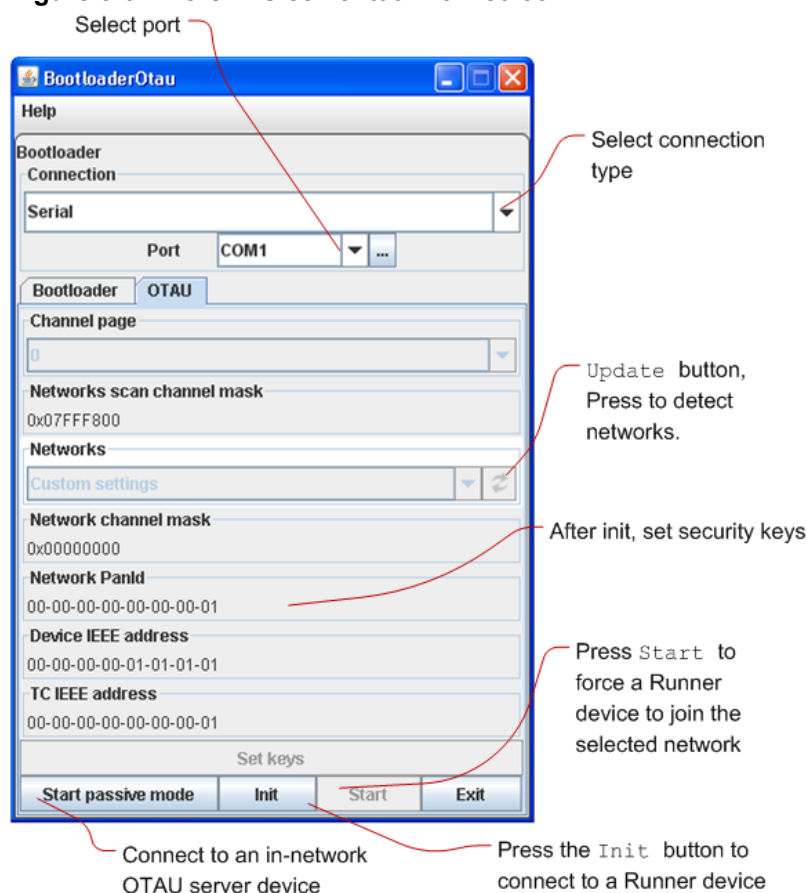 Select port
BootloaderOtau
Help
Select connection
type
Bootloader
Connection
Serial
Port COM1 ...
Bootloader OTAU
Channel page
0
Update button,
Press to detect
networks.
Networks scan channel mask
0x07FFF800
Networks
Custom settings
Network channel mask
After init, set security keys
0x00000000
Network PanId
00-00-00-00-00-00-00-01
Device IEEE address
00-00-00-00-01-01-01-01
TC IEEE address
00-00-00-00-00-00-00-01
Press Start to
force a Runner
device to join the
selected network
Set keys
Start passive mode Init Start Exit
Connect to an in-network
OTAU server device
Press the Init button to
connect to a Runner device